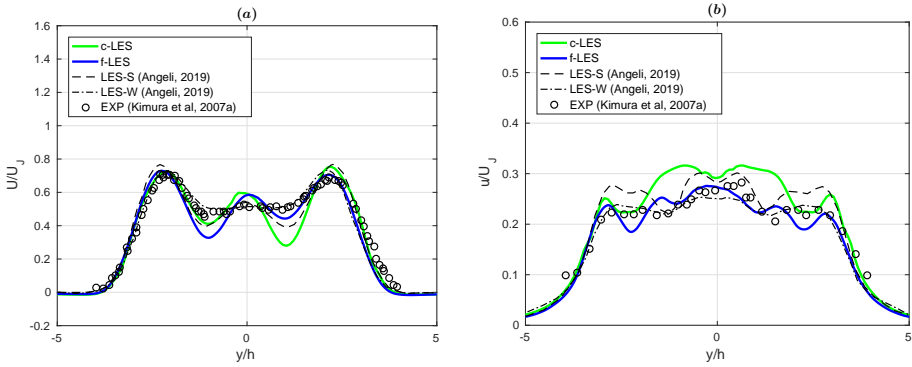 (a)
1.6
1.4
1.2
1
0.8
0.6
0.4
0.2
0
-0.2
U/U_J
c-LES
f-LES
LES-S (Angeli, 2019)
LES-W (Angeli, 2019)
EXP (Kimura et al, 2007a)
-5
0
5
y/h
(b)
0.6
0.5
0.4
0.3
0.2
0.1
0
u/U_J
c-LES
f-LES
LES-S (Angeli, 2019)
LES-W (Angeli, 2019)
EXP (Kimura et al, 2007a)
-5
0
5
y/h